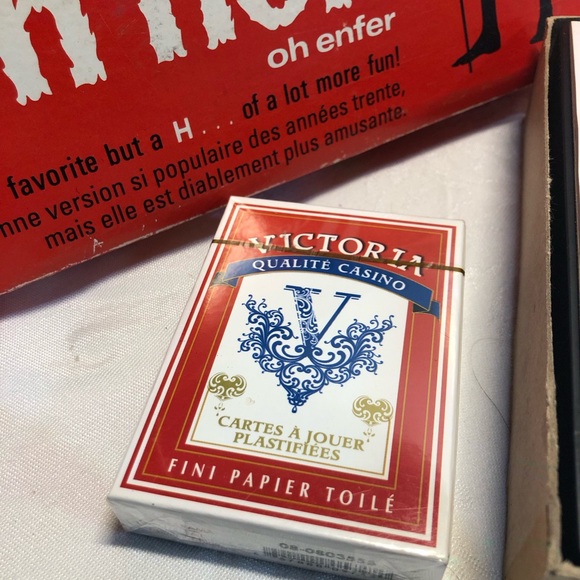 oh enfer
favorite but a H... of a lot more fun!
nne version si populaire des années trente,
mais elle est diablement plus amusante.
VICTORIA
QUALITÉ CASINO
V
CARTES À JOUER
PLASTIFIÉES
FINI PAPIER TOILÉ